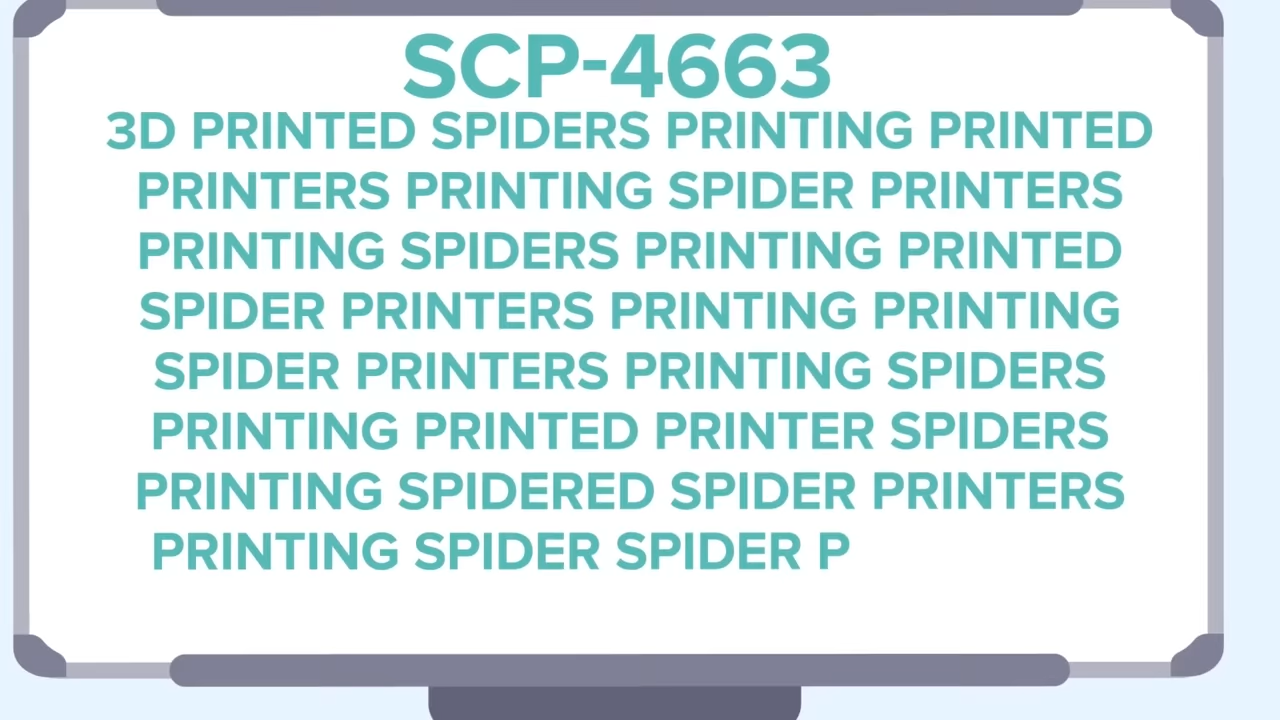 SCP-4663
3D PRINTED SPIDERS PRINTING PRINTED
PRINTERS PRINTING SPIDER PRINTERS
PRINTING SPIDERS PRINTING PRINTED
SPIDER PRINTERS PRINTING PRINTING
SPIDER PRINTERS PRINTING SPIDERS
PRINTING PRINTED PRINTER SPIDERS
PRINTING SPIDERED SPIDER PRINTERS
PRINTING SPIDER SPIDER P